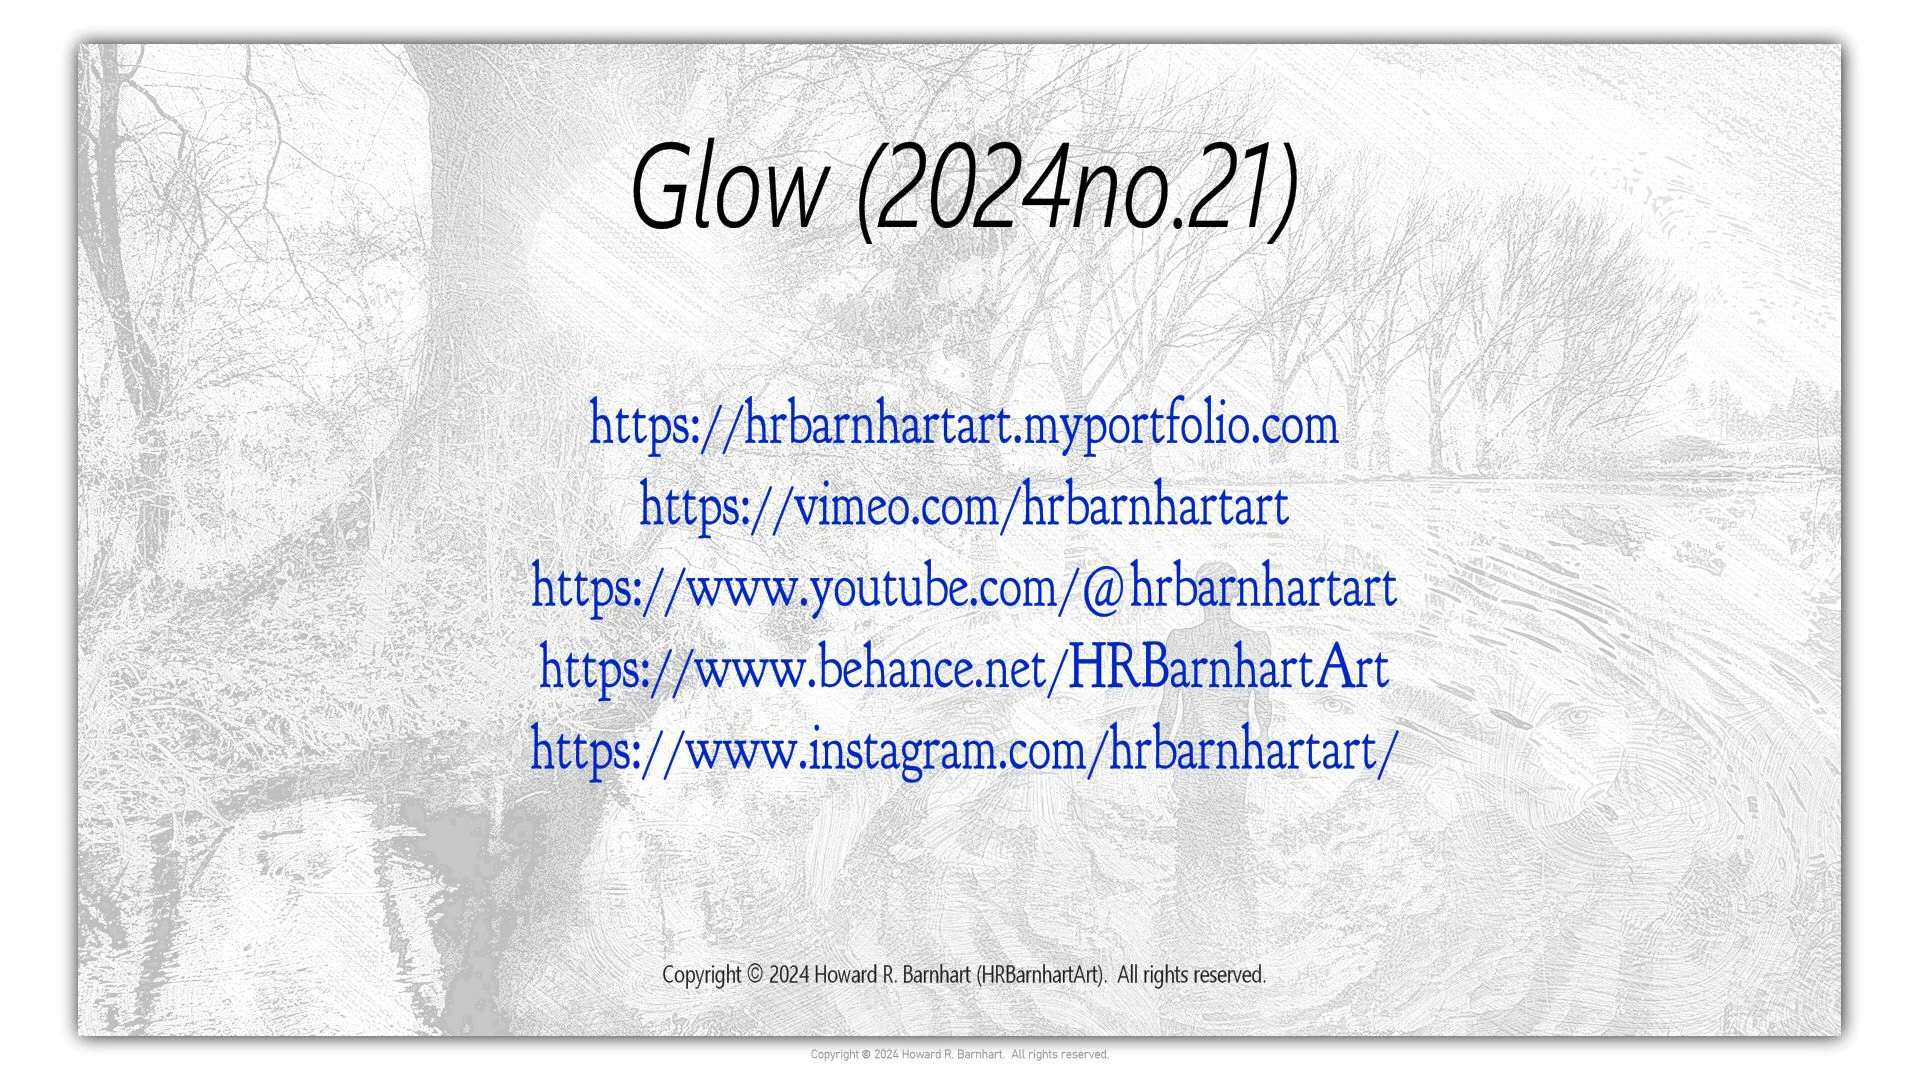 Glow (2024no.21)
https://hrbarnhartart.myportfolio.com
https://vimeo.com/hrbarnhartart
https://www.youtube.com/@hrbarnhartart
https://www.behance.net/HRBarnhartArt
https://www.instagram.com/hrbarnhartart/
Copyright © 2024 Howard R. Barnhart (HRBarnhartArt).  All rights reserved.
Copyright © 2024 Howard R. Barnhart.  All rights reserved.